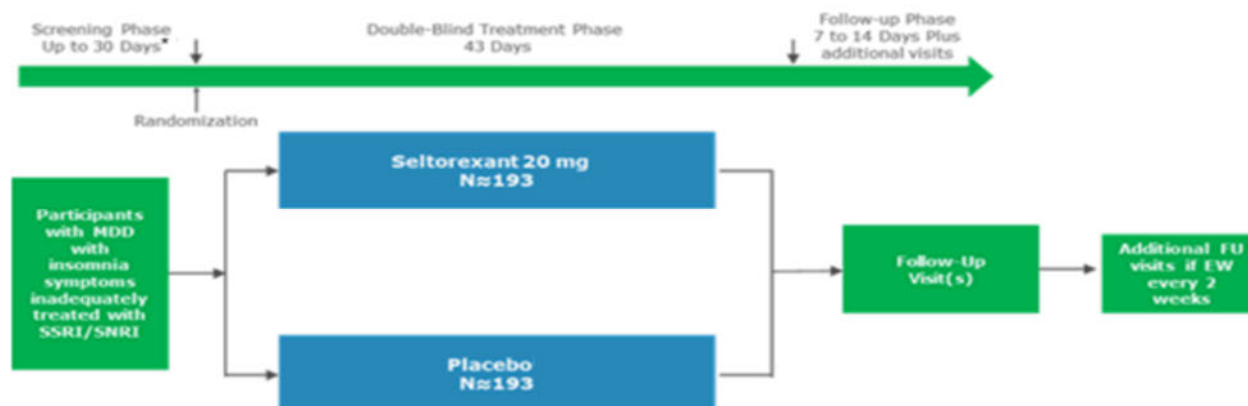 Screening Phase
Up to 30 Days*
Double-Blind Treatment Phase
43 Days
Follow-up Phase
7 to 14 Days Plus
additional visits
Randomization
Seltorexant 20 mg
N≈193
Participants
with MDD
with
insomnia
symptoms
inadequately
treated with
SSRI/SNRI
Follow-Up
Visit(s)
Additional FU
visits if EW
every 2
weeks
Placebo
N≈193